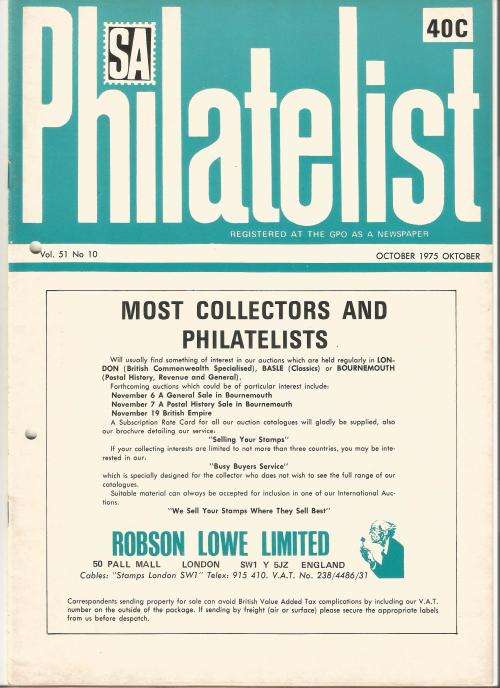 SA
40C
Philatelist
REGISTERED AT THE GPO AS A NEWSPAPER
Vol. 51 No 10
OCTOBER 1975 OKTOBER
MOST COLLECTORS AND
PHILATELISTS
Will usually find something of interest in our auctions which are held regularly in LON-
DON (British Commonwealth Specialised), BASLE (Classics) or BOURNEMOUTH
(Postal History, Revenue and General).
Forthcoming auctions which could be of particular interest include:
November 6 A General Sale in Bournemouth
November 7 A Postal History Sale in Bournemouth
November 19 British Empire
A Subscription Rate Card for all our auction catalogues will gladly be supplied, also
our brochure detailing our service:
"Selling Your Stamps"
If your collecting interests are limited to not more than three countries, you may be inte-
rested in our:
"Busy Buyers Service"
which is specially designed for the collector who does not wish to see the full range of our
catalogues.
Suitable material can always be accepted for inclusion in one of our International Auc-
tions.
"We Sell Your Stamps Where They Sell Best"
ROBSON LOWE LIMITED
50 PALL MALL LONDON SW1 Y 5JZ ENGLAND
Cables: "Stamps London SW1" Telex: 915 410. V.A.T. No. 238/4486/31
Correspondents sending property for sale can avoid British Value Added Tax complications by including our V.A.T.
number on the outside of the package. If sending by freight (air or surface) please secure the appropriate labels
from us before despatch.